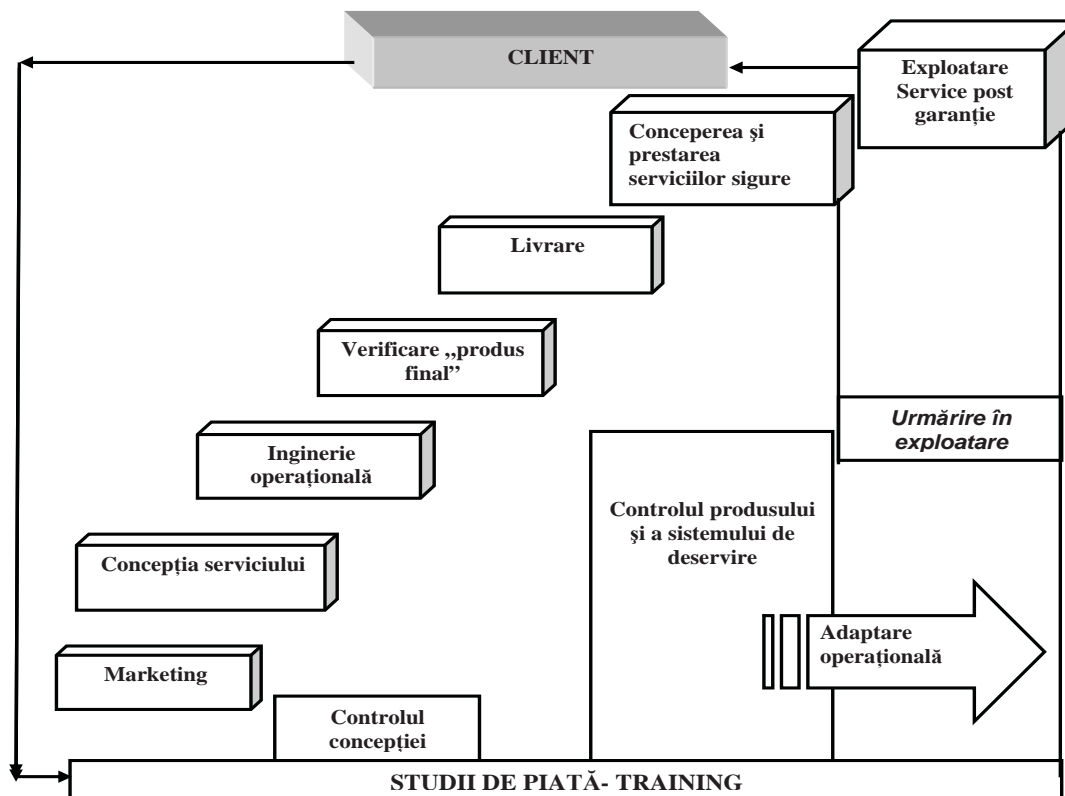 CLIENT
Exploatare
Service post
garanție
Conceperea şi
prestarea
serviciilor sigure
Livrare
Verificare „produs
final”
Urmărire în
exploatare
Inginerie
operațională
Controlul produsului
şi a sistemului de
deservire
Concepția serviciului
Adaptare
operațională
Marketing
Controlul
concepției
STUDII DE PIATĂ- TRAINING